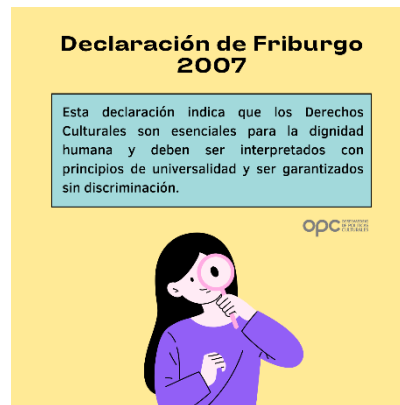 Declaración de Friburgo
2007
Esta declaración indica que los Derechos
Culturales son esenciales para la dignidad
humana y deben ser interpretados con
principios de universalidad y ser garantizados
sin discriminación.
opc